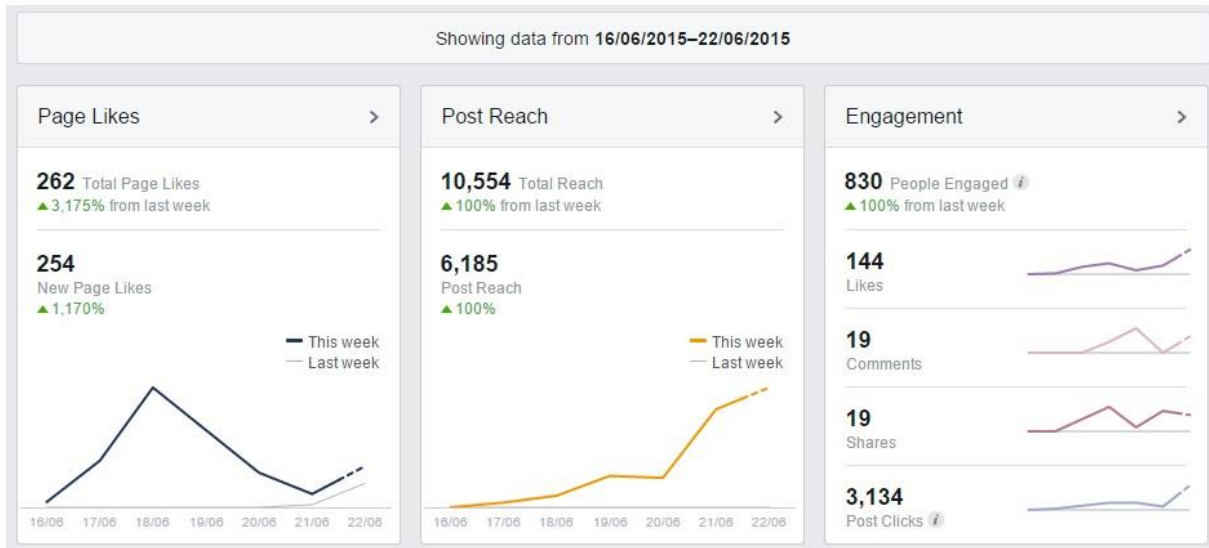 Showing data from 16/06/2015–22/06/2015
Page Likes
262 Total Page Likes
3,175% from last week
254
New Page Likes
1,170%
This week
Last week
16/06 17/06 18/06 19/06 20/06 21/06 22/06
Post Reach
10,554 Total Reach
100% from last week
6,185
Post Reach
100%
This week
Last week
16/06 17/06 18/06 19/06 20/06 21/06 22/06
Engagement
830 People Engaged i
100% from last week
144
Likes
19
Comments
19
Shares
3,134
Post Clicks i